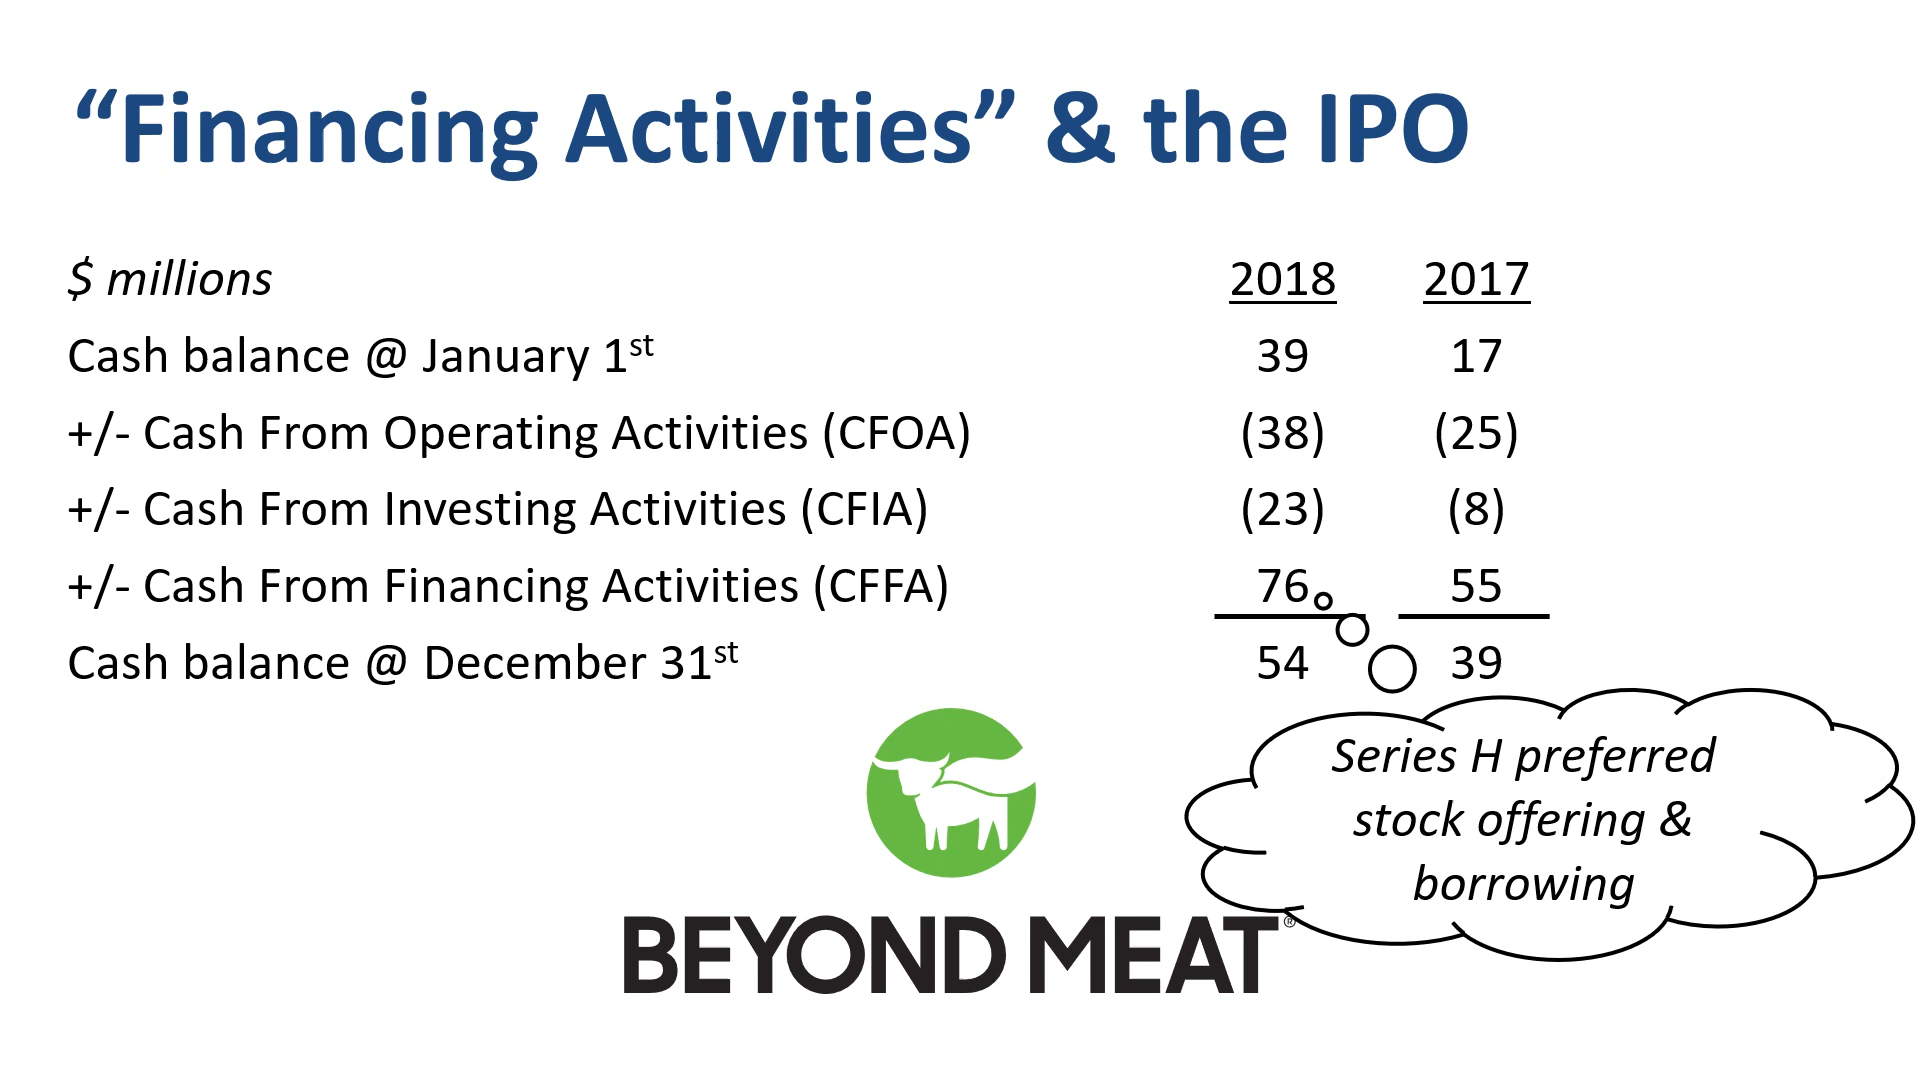 “Financing Activities” & the IPO
$ millions 2018 2017
Cash balance @ January 1st 39 17
+/- Cash From Operating Activities (CFOA) (38) (25)
+/- Cash From Investing Activities (CFIA) (23) (8)
+/- Cash From Financing Activities (CFFA) 76 55
Cash balance @ December 31st 54 39
Series H preferred
stock offering &
borrowing
BEYOND MEAT®